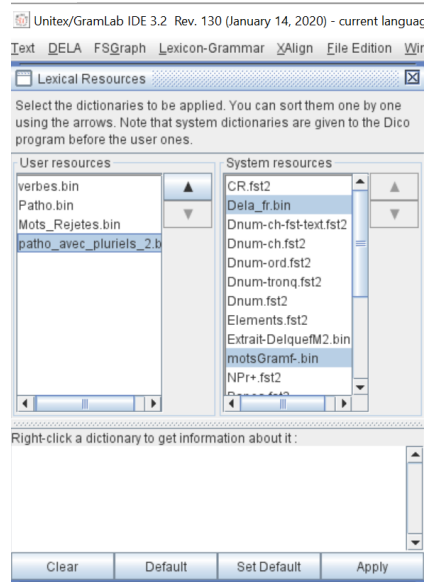 Unitex/GramLab IDE 3.2 Rev. 130 (January 14, 2020) - current languag
Text DELA FSGraph Lexicon-Grammar XAlign File Edition Win
Lexical Resources
Select the dictionaries to be applied. You can sort them one by one
using the arrows. Note that system dictionaries are given to the Dico
program before the user ones.
User resources
verbes.bin
Patho.bin
Mots_Rejetes.bin
patho_avec_pluriels_2.b
System resources
CR.fst2
Dela_fr.bin
Dnum-ch-fst-text.fst2
Dnum-ch.fst2
Dnum-ord.fst2
Dnum-tronq.fst2
Dnum.fst2
Elements.fst2
Extrait-DelquefM2.bin
motsGramf-.bin
NPr+.fst2
Right-click a dictionary to get information about it :
Clear Default Set Default Apply